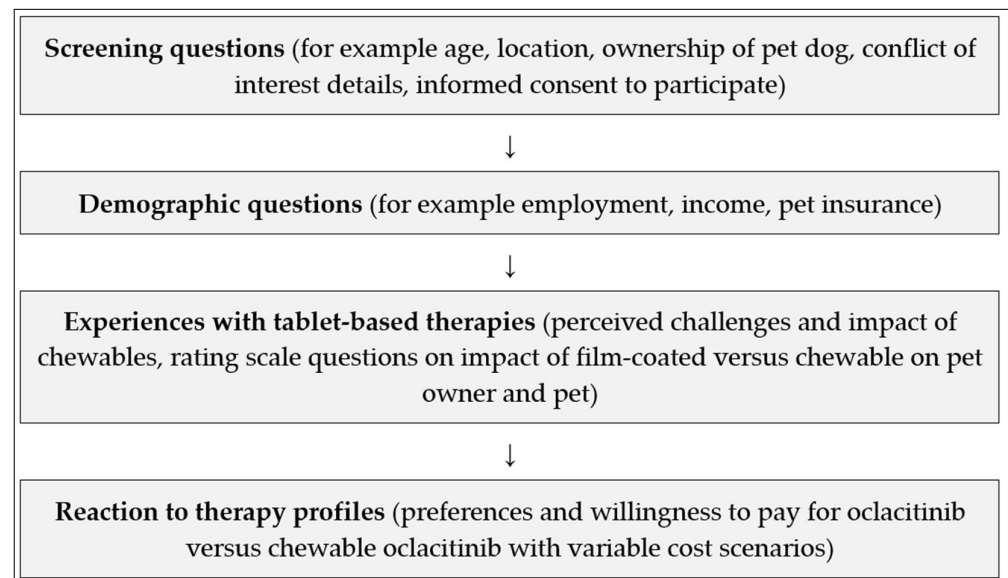 Screening questions (for example age, location, ownership of pet dog, conflict of
interest details, informed consent to participate)
↓
Demographic questions (for example employment, income, pet insurance)
↓
Experiences with tablet-based therapies (perceived challenges and impact of
chewables, rating scale questions on impact of film-coated versus chewable on pet
owner and pet)
↓
Reaction to therapy profiles (preferences and willingness to pay for oclacitinib
versus chewable oclacitinib with variable cost scenarios)